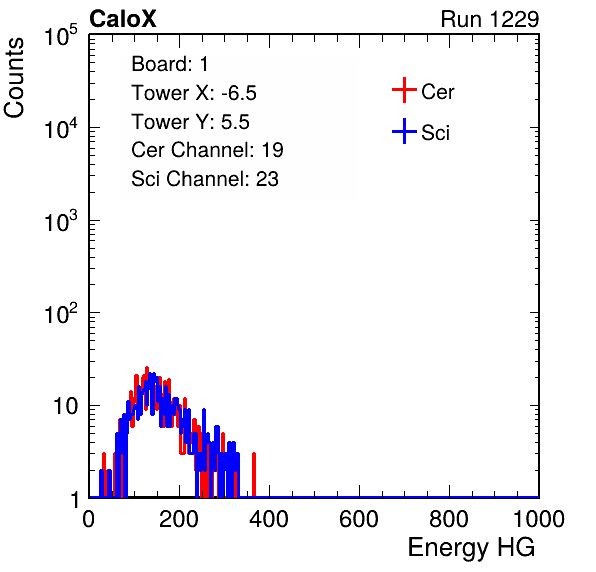 CaloX Run 1229
Counts
10^5
10^4
10^3
10^2
10
1
Board: 1
Tower X: -6.5
Tower Y: 5.5
Cer Channel: 19
Sci Channel: 23
Cer
Sci
0 200 400 600 800 1000
Energy HG